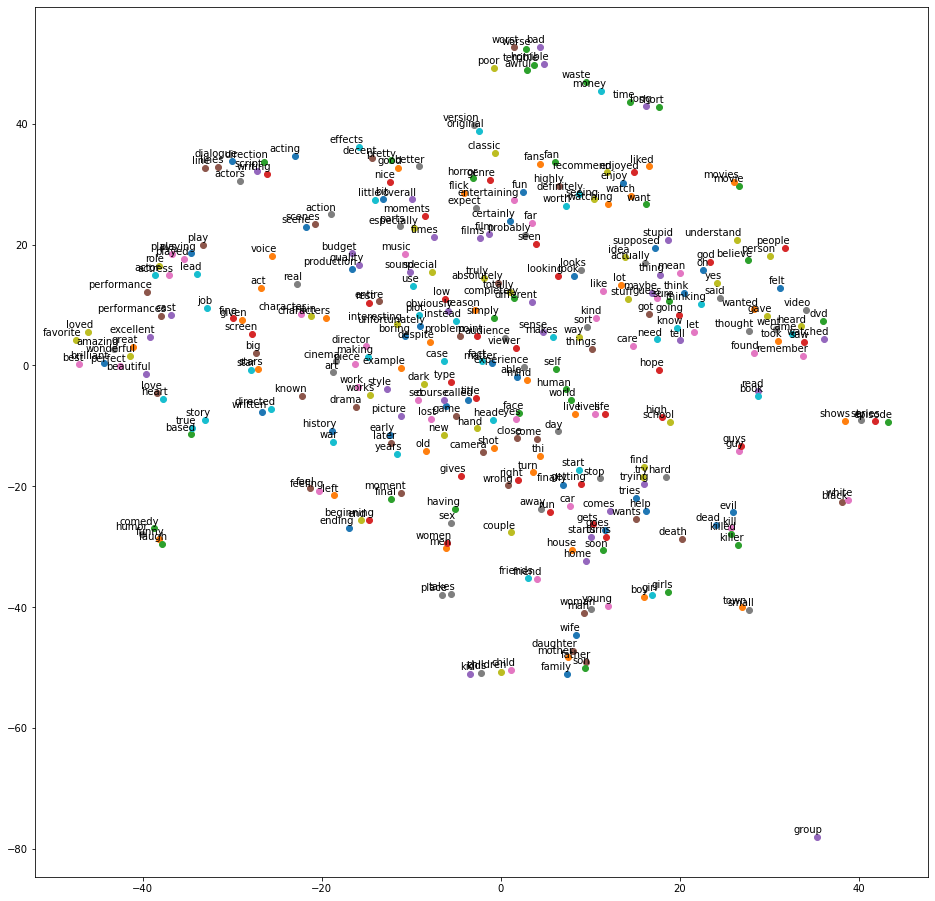 worst
bad
worse
terrible
horrible
poor
awful
waste
money
time
long
short
40
version
original
classic
effects
acting
decent
pretty
good
better
dialogue
lines
line
direction
script
writing
actors
fans
fan
recommend
enjoyed
liked
horror
genre
nice
flick
entertaining
expect
fun
highly
definitely
enjoy
seeing
worth
watching
watch
want
movies
movie
little
bit
overall
action
scenes
scene
moments
parts
especially
times
certainly
far
probably
film
films
20
play
playing
played
role
actor
actress
lead
voice
budget
quality
production
music
sound
special
truly
absolutely
totally
completely
looking
looks
look
idea
actually
supposed
stupid
thing
understand
people
person
believe
god
oh
mean
yes
felt
performance
performances
cast
job
act
real
entire
rest
use
low
obviously
reason
different
simply
like
lot
stuff
maybe
guess
sure
think
thinking
said
wanted
gave
video
dvd
given
screen
character
characters
interesting
unfortunately
plot
instead
boring
despite
problem
audience
point
viewer
sense
makes
kind
sort
way
things
got
going
know
need
care
tell
let
thought
went
came
heard
took
saw
watched
found
loved
favorite
amazing
excellent
great
wonderful
best
brilliant
perfect
beautiful
big
stars
star
director
making
cinema
piece
art
example
case
fact
matter
experience
able
mind
self
hope
0
love
heart
known
work
works
style
drama
dark
type
set
course
called
title
human
world
read
book
story
true
based
directed
written
picture
lost
game
head
eyes
face
hand
live
lives
life
high
school
shows
series
episode
history
war
early
later
years
old
new
camera
shot
close
come
day
thi
guys
guy
−20
feel
feeling
left
moment
final
gives
wrong
right
turn
finally
getting
start
stop
find
try
hard
trying
tries
white
black
beginning
end
ending
having
sex
couple
away
run
car
comes
gets
goes
starts
turns
soon
wants
help
death
dead
evil
kill
killed
killer
comedy
humor
funny
laugh
women
men
house
home
friends
friend
−40
takes
place
woman
man
young
boy
girl
girls
town
small
wife
daughter
mother
father
son
family
kids
children
child
−60
group
−80
−40
−20
0
20
40